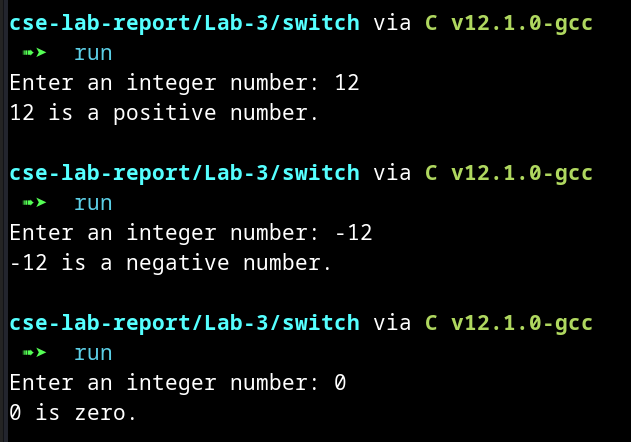 cse-lab-report/Lab-3/switch via C v12.1.0-gcc
➠➤ run
Enter an integer number: 12
12 is a positive number.
cse-lab-report/Lab-3/switch via C v12.1.0-gcc
➠➤ run
Enter an integer number: -12
-12 is a negative number.
cse-lab-report/Lab-3/switch via C v12.1.0-gcc
➠➤ run
Enter an integer number: 0
0 is zero.